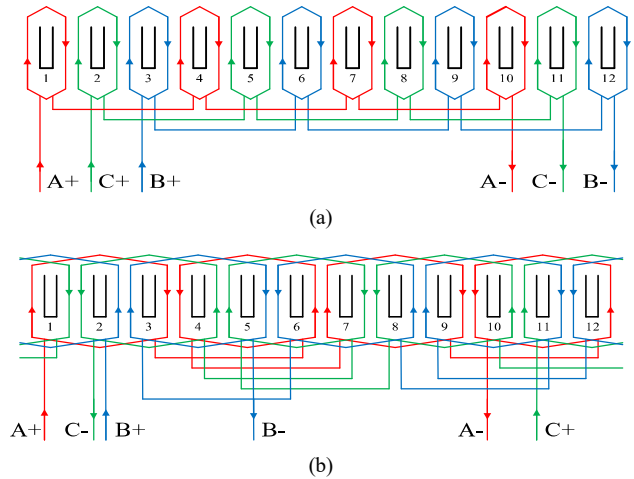 1 2 3 4 5 6 7 8 9 10 11 12
A+ C+ B+ A- C- B-
(a)
1 2 3 4 5 6 7 8 9 10 11 12
A+ C- B+ B- A- C+
(b)